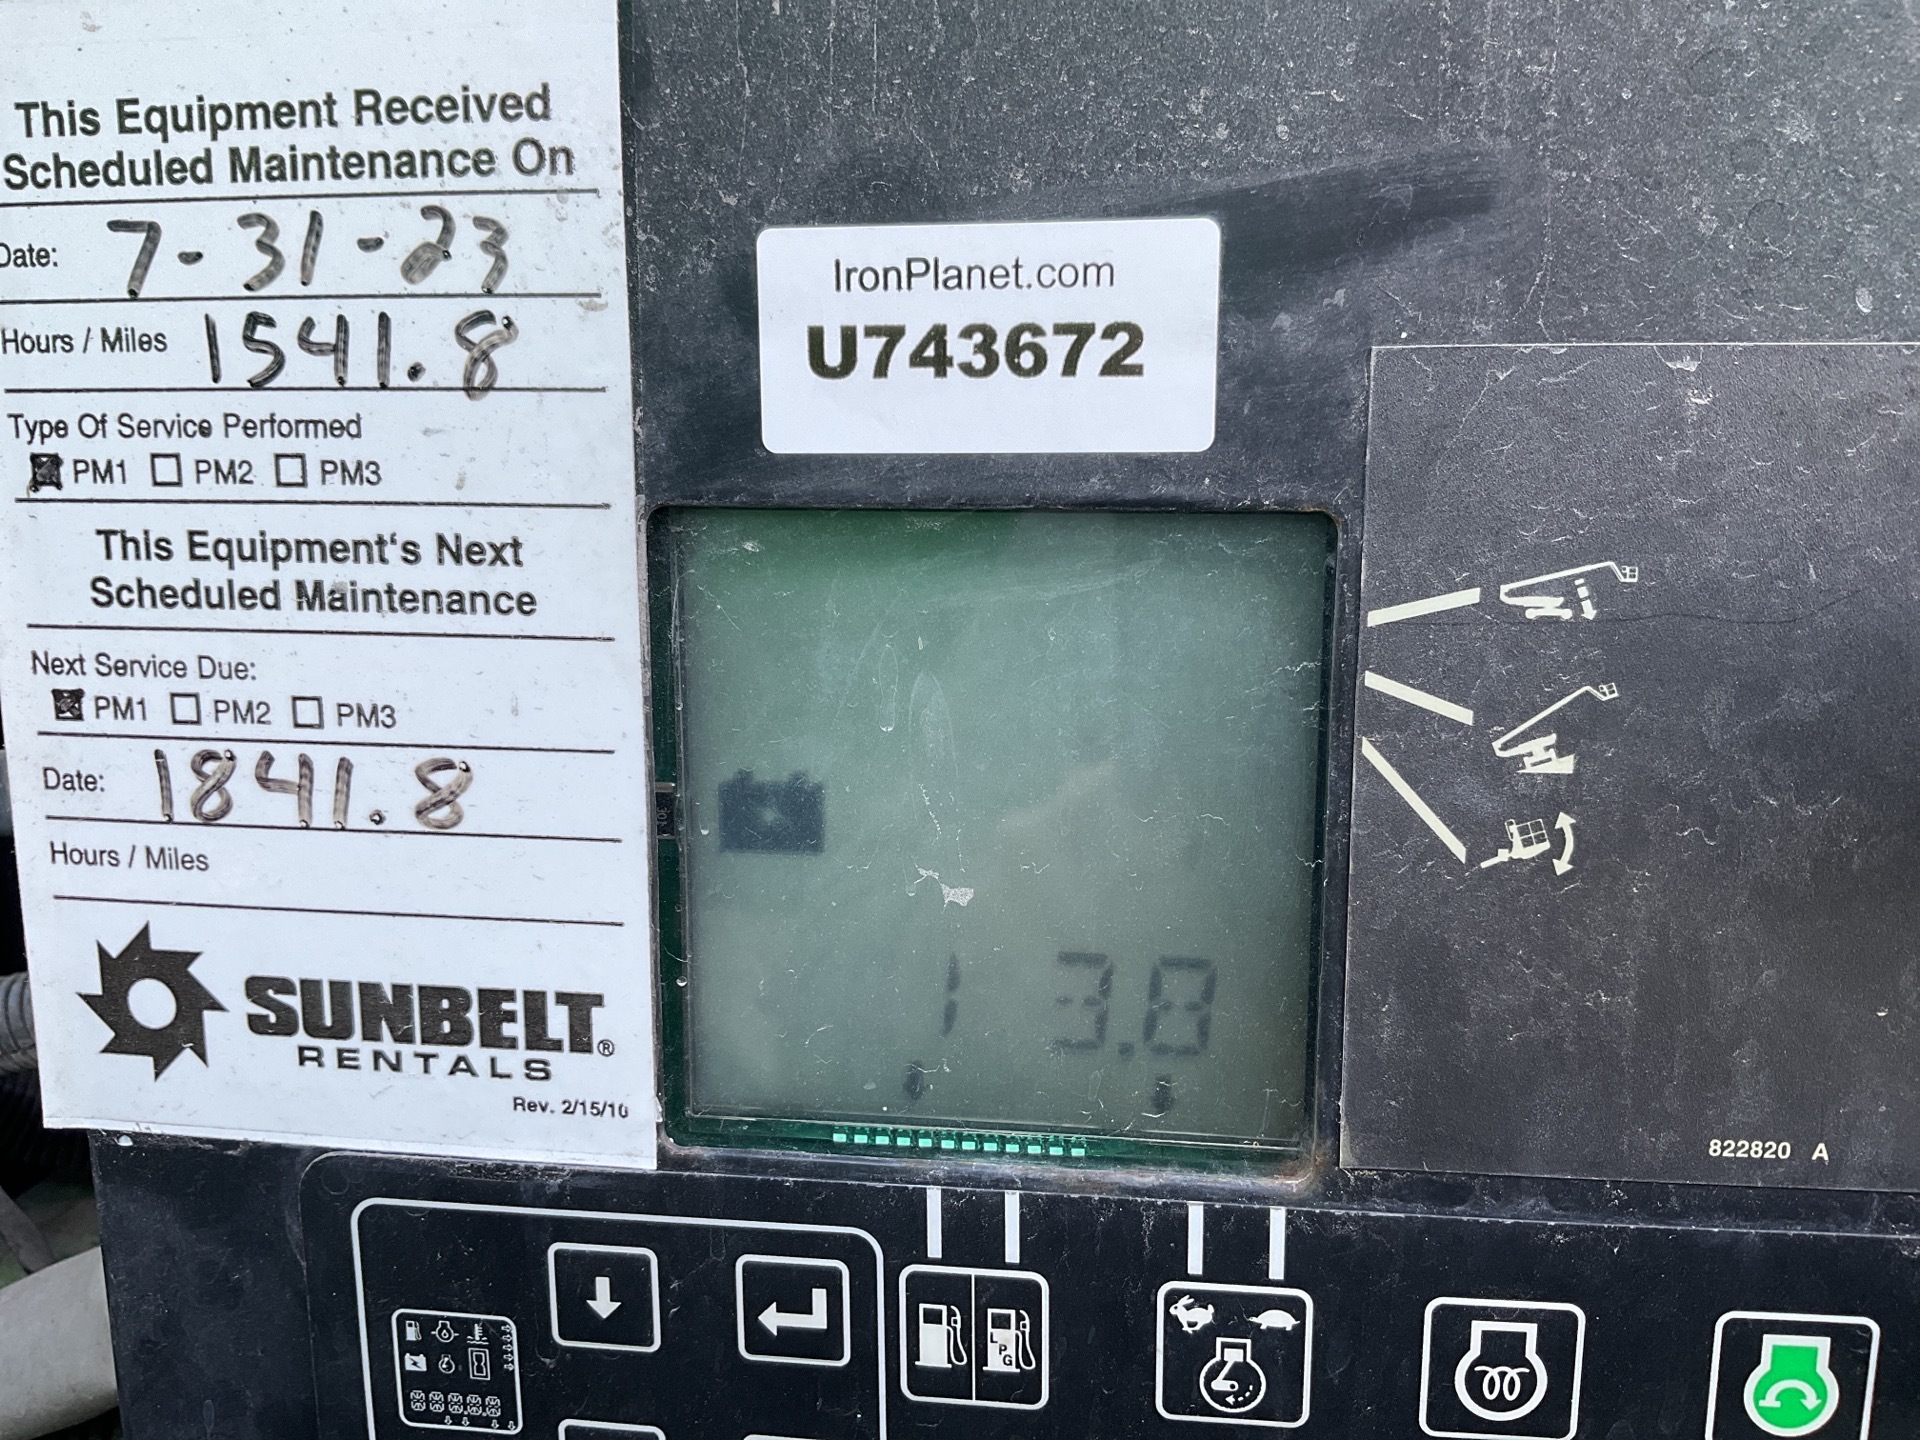 This Equipment Received
Scheduled Maintenance On
Date: 7-31-23
Hours / Miles 1541.8
Type Of Service Performed
PM1 PM2 PM3
This Equipment's Next
Scheduled Maintenance
Next Service Due:
PM1 PM2 PM3
Date: 1841.8
Hours / Miles
SUNBELT®
RENTALS
Rev. 2/15/10
IronPlanet.com
U743672
1 3.8
822820 A
LPG